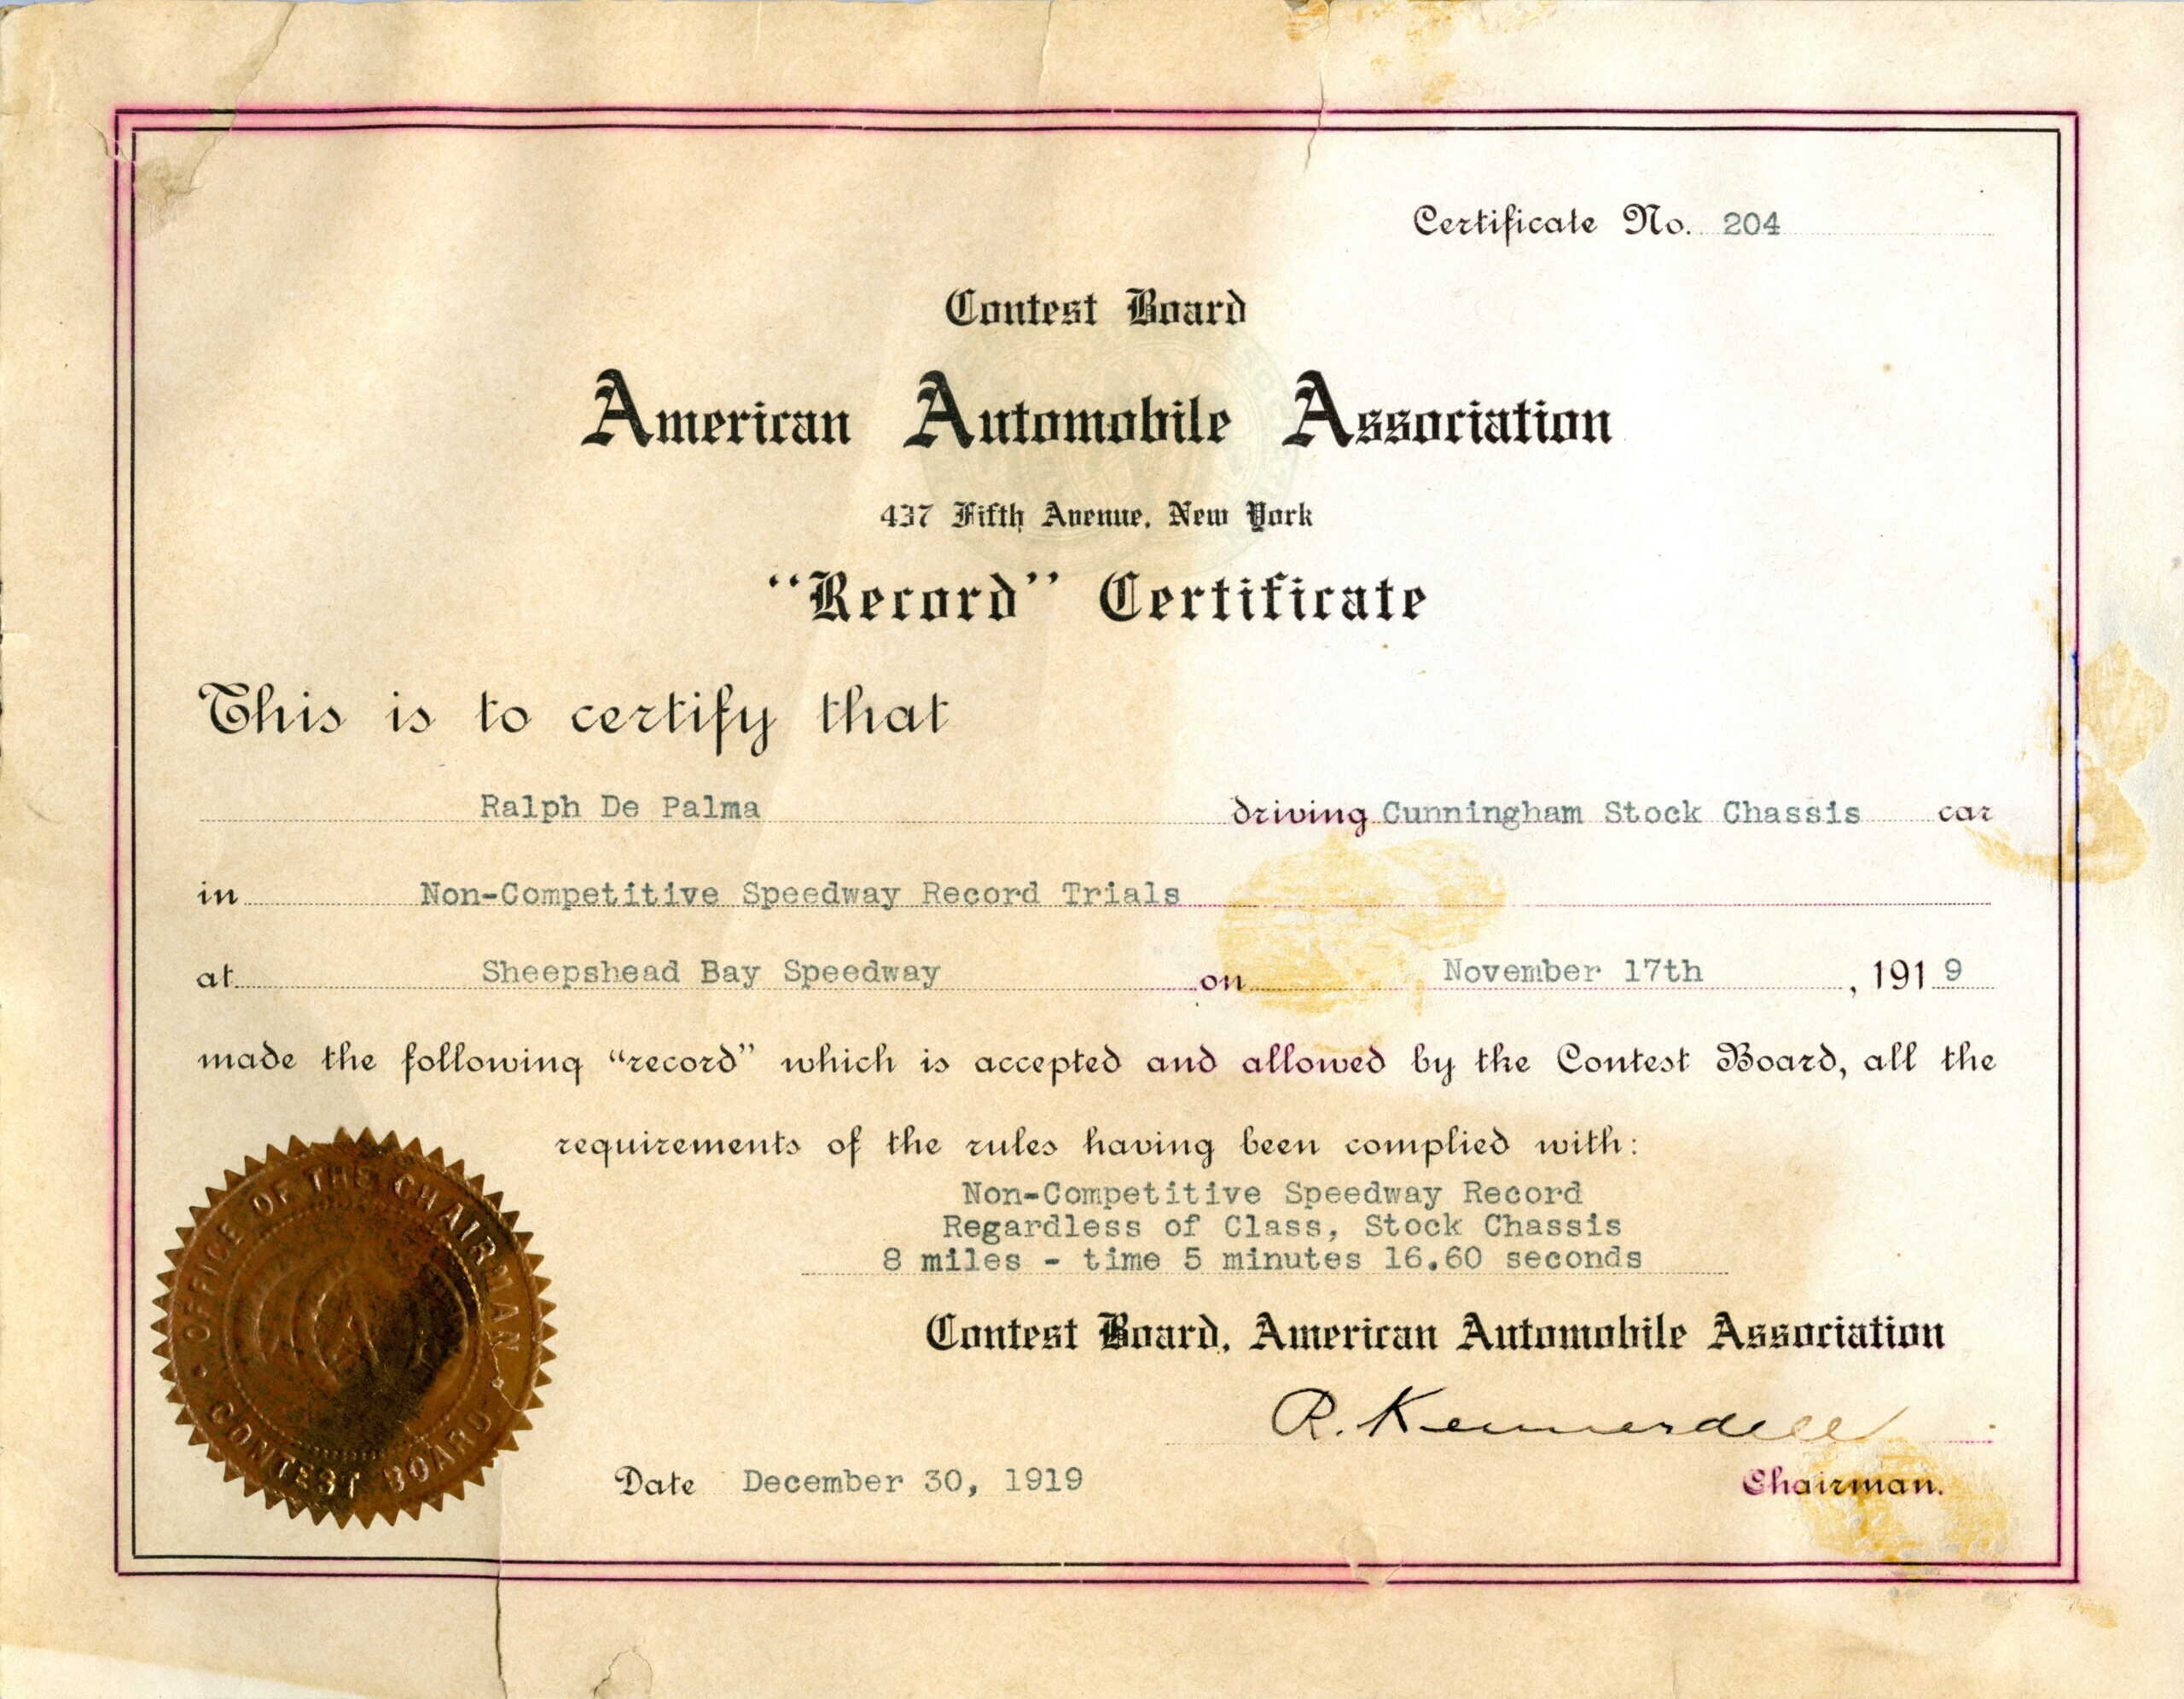 Certificate No. 204
Contest Board
American Automobile Association
437 Fifth Avenue, New York
“Record” Certificate
This is to certify that
Ralph De Palma driving Cunningham Stock Chassis car
in Non-Competitive Speedway Record Trials
at Sheepshead Bay Speedway on November 17th , 1919
made the following “record” which is accepted and allowed by the Contest Board, all the
requirements of the rules having been complied with:
Non-Competitive Speedway Record
Regardless of Class, Stock Chassis
8 miles - time 5 minutes 16.60 seconds
Contest Board, American Automobile Association
R. Kennerdell
Date December 30, 1919
Chairman.
OFFICE OF THE CHAIRMAN
CONTEST BOARD